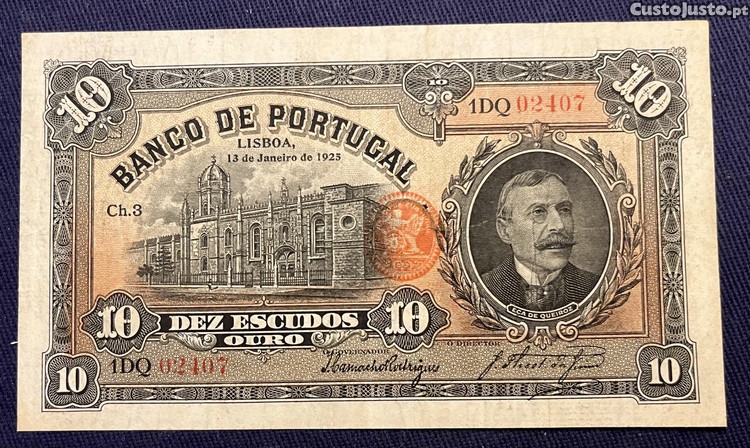 CustoJusto.pt
10
10
10
1DQ 02407
BANCO DE PORTUGAL
LISBOA,
13 de Janeiro de 1925
Ch.3
EÇA DE QUEIROZ
10 DEZ ESCUDOS 10
OURO
O GOVERNADOR
O DIRECTOR
1DQ 02407
10
10